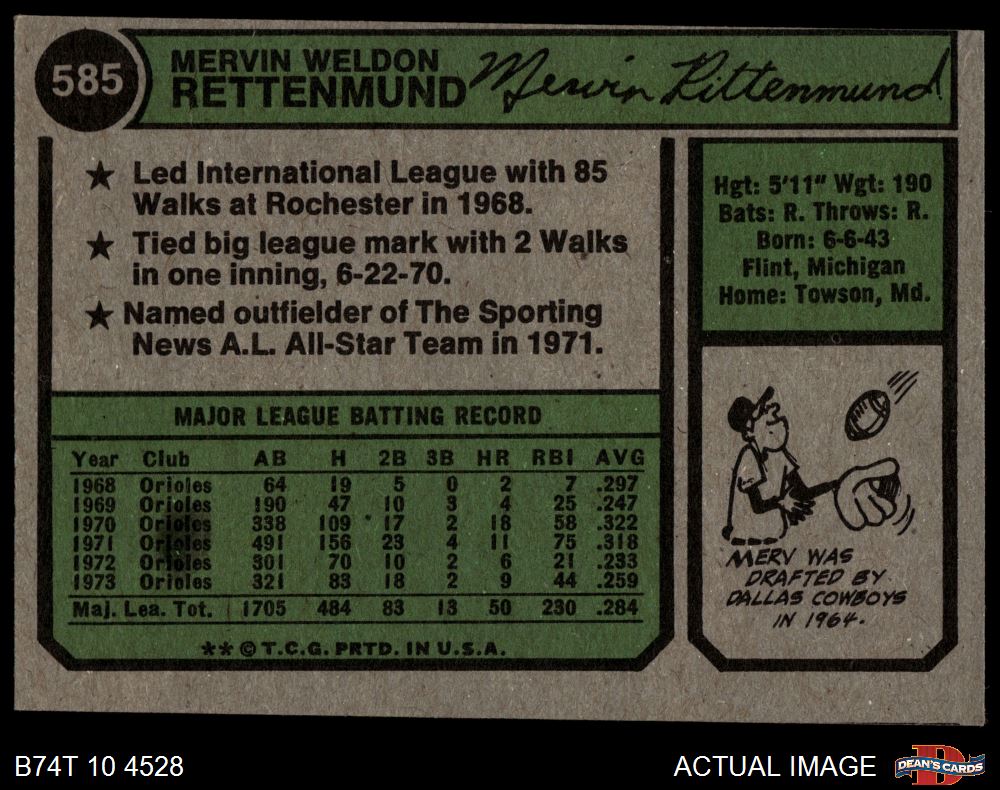 585
MERVIN WELDON
RETTENMUND
Mervin Rittenmund
★ Led International League with 85
Walks at Rochester in 1968.
★ Tied big league mark with 2 Walks
in one inning, 6-22-70.
★ Named outfielder of The Sporting
News A.L. All-Star Team in 1971.
Hgt: 5'11" Wgt: 190
Bats: R. Throws: R.
Born: 6-6-43
Flint, Michigan
Home: Towson, Md.
MAJOR LEAGUE BATTING RECORD
Year Club AB H 2B 3B HR RBI AVG
1968 Orioles 64 19 5 0 2 7 .297
1969 Orioles 190 47 10 3 4 25 .247
1970 Orioles 338 109 17 2 18 58 .322
1971 Orioles 491 156 23 4 11 75 .318
1972 Orioles 301 70 10 2 6 21 .233
1973 Orioles 321 83 18 2 9 44 .259
Maj. Lea. Tot. 1705 484 83 13 50 230 .284
** © T.C.G. PRTD. IN U.S.A.
MERV WAS
DRAFTED BY
DALLAS COWBOYS
IN 1964.
B74T 10 4528
ACTUAL IMAGE
DEAN'S CARDS